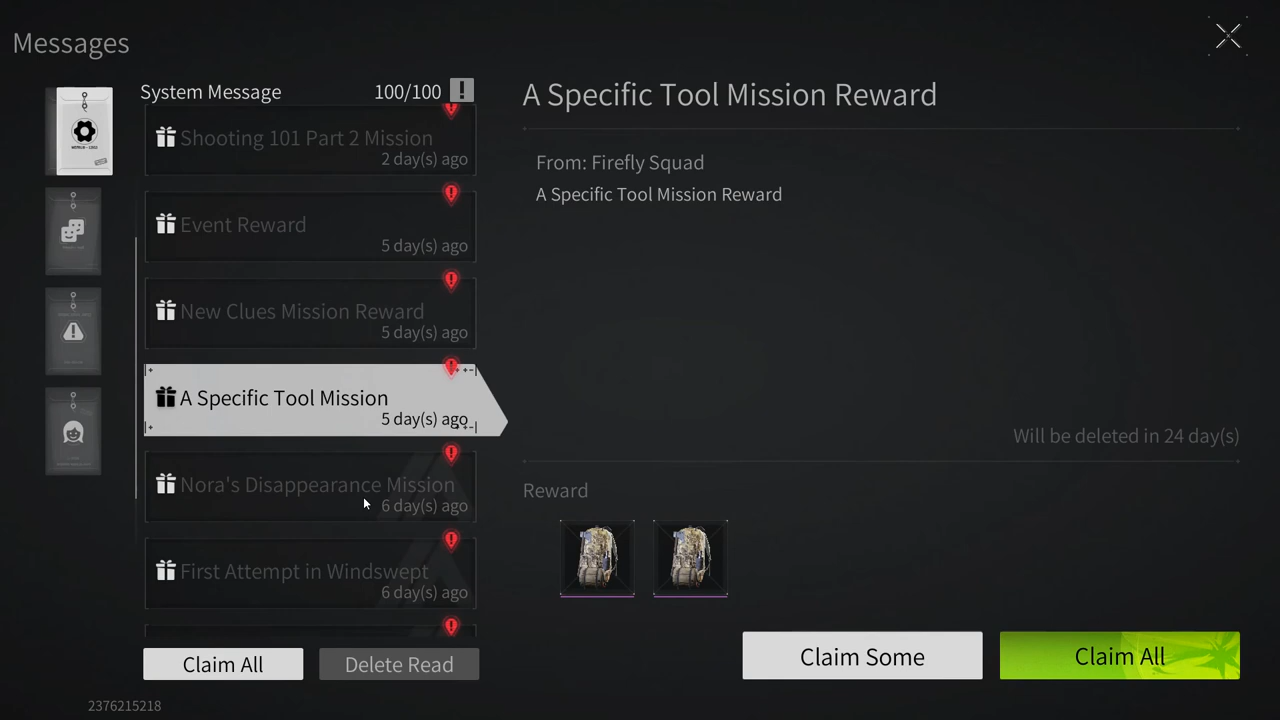 Messages
System Message 100/100
Shooting 101 Part 2 Mission
2 day(s) ago
Event Reward
5 day(s) ago
New Clues Mission Reward
5 day(s) ago
A Specific Tool Mission
5 day(s) ago
Nora's Disappearance Mission
6 day(s) ago
First Attempt in Windswept
6 day(s) ago
Claim All
Delete Read
2376215218
A Specific Tool Mission Reward
From: Firefly Squad
A Specific Tool Mission Reward
Will be deleted in 24 day(s)
Reward
Claim Some
Claim All